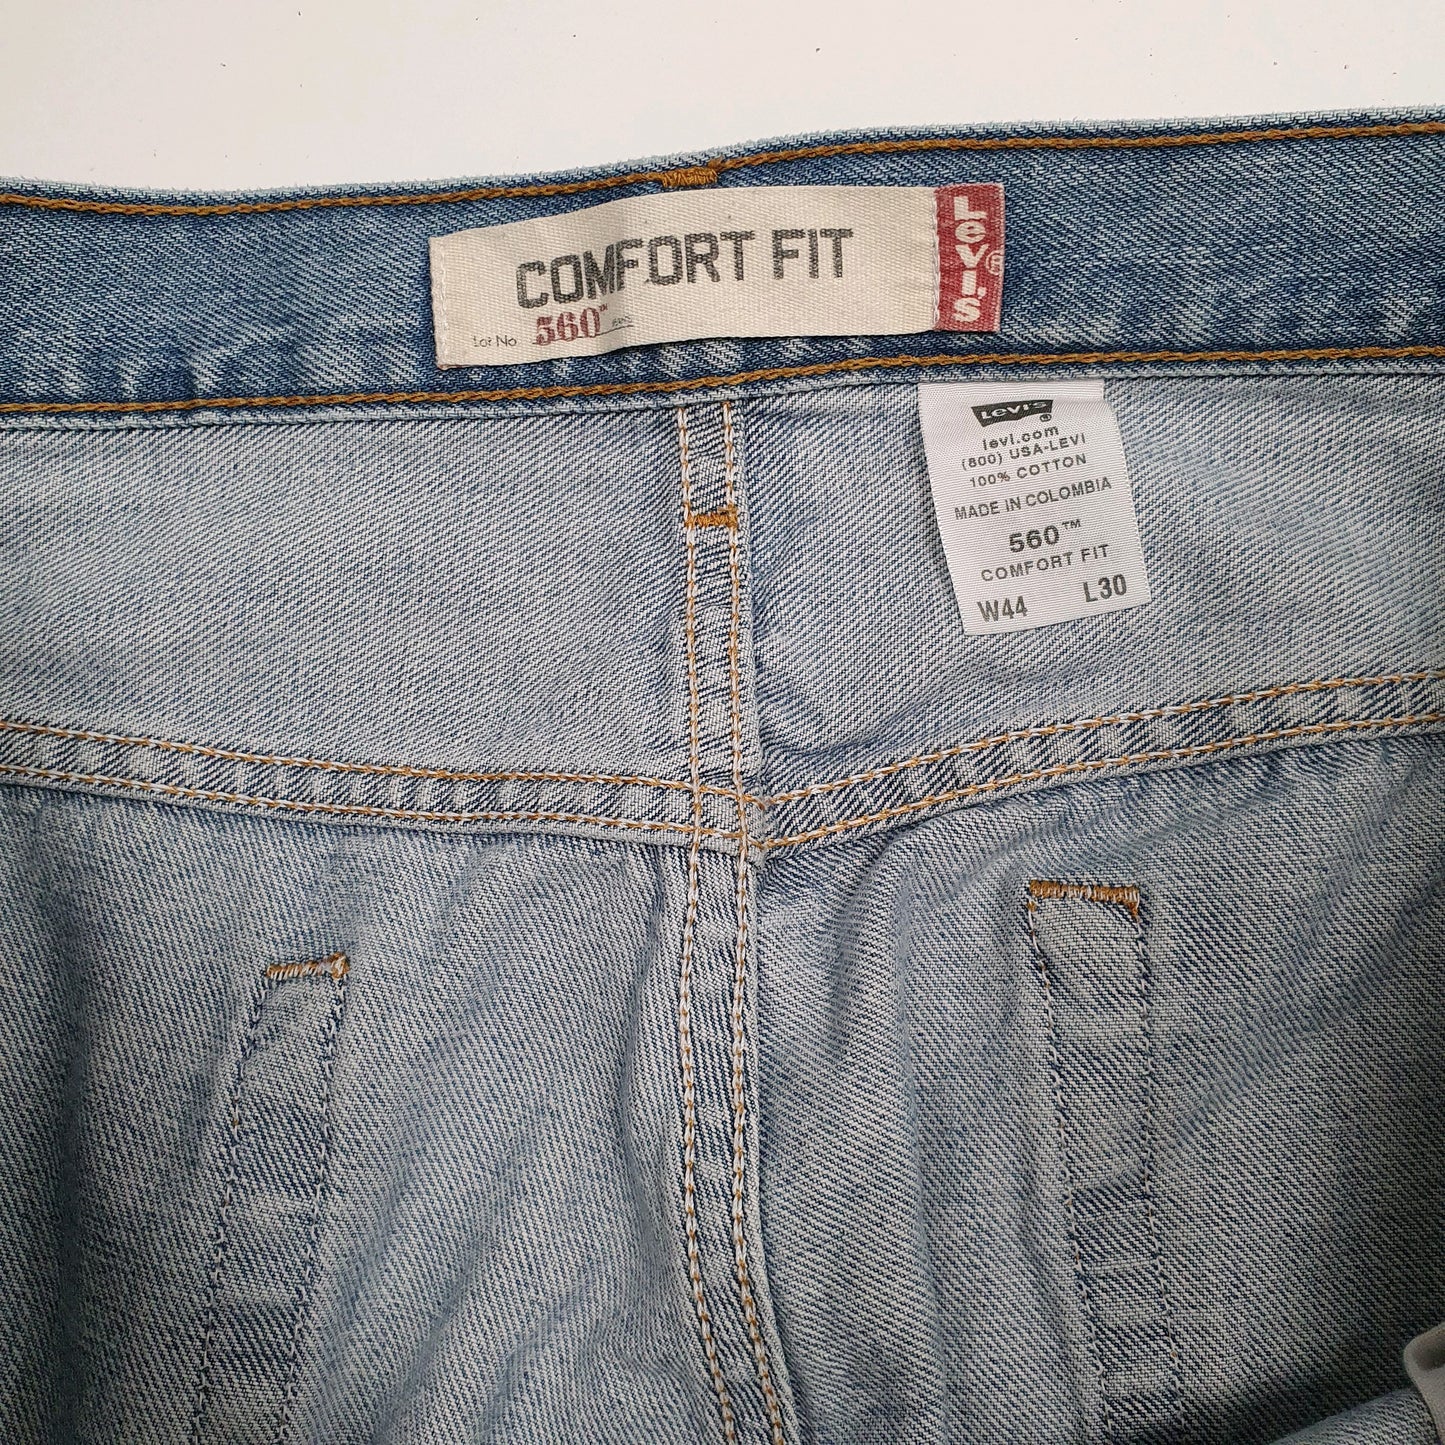 COMFORT FIT
Lot No 560™
Levi's®
Levi's®
levi.com
(800) USA-LEVI
100% COTTON
MADE IN COLOMBIA
560™
COMFORT FIT
W44 L30